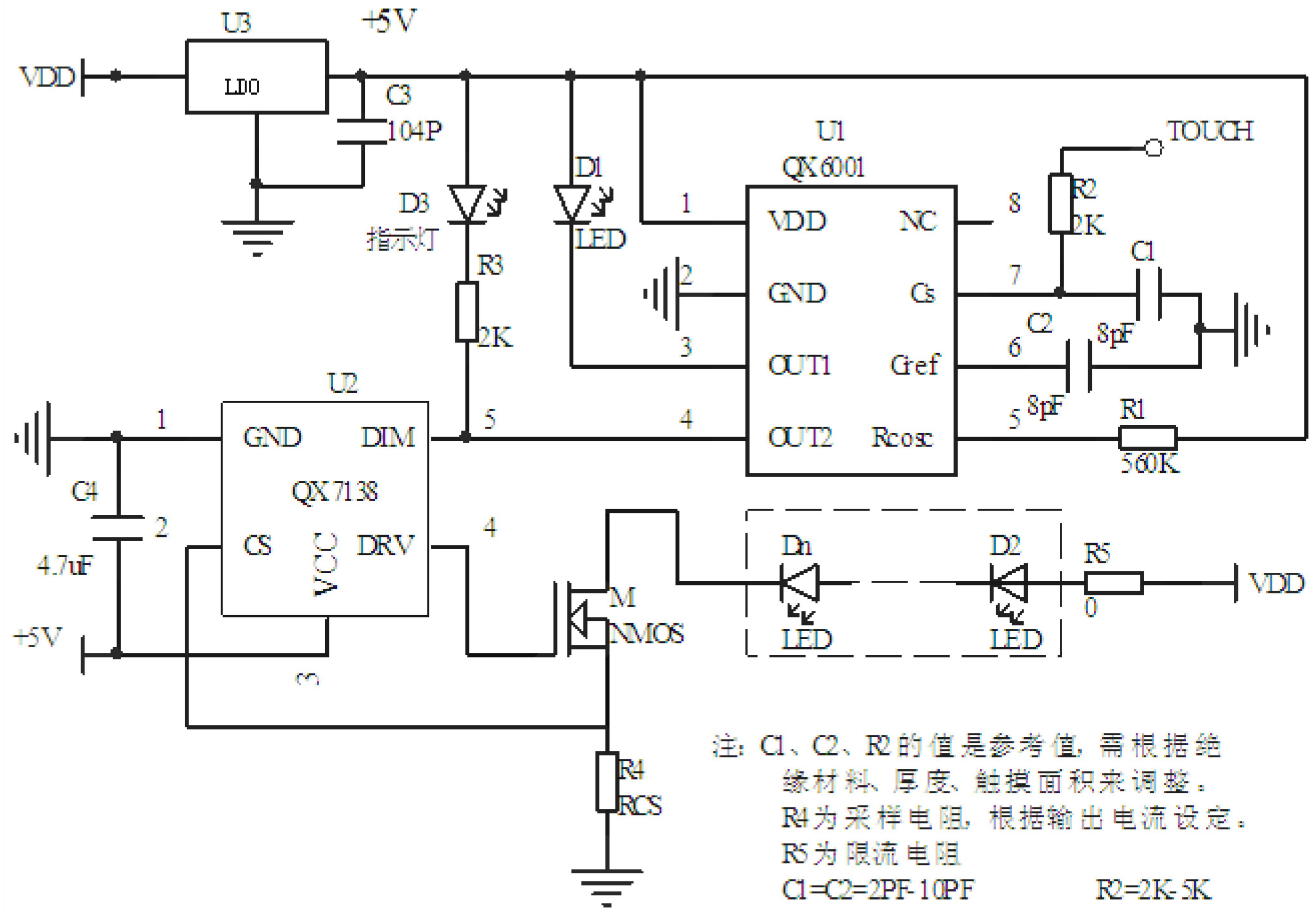 U3
+5V
VDD
LDO
C3
104P
U1
QX6001
TOUCH
D3
指示灯
D1
LED
1
VDD
NC
8
R2
2K
R3
2K
2
GND
Cs
7
C1
8pF
3
OUT1
Cref
6
C2
8pF
U2
1
GND
DIM
5
4
OUT2
Rcosc
5
R1
560K
C4
4.7uF
QX7138
2
CS
VCC
DRV
4
+5V
3
M
NMOS
Dn
LED
D2
LED
R5
0
VDD
R4
RCS
注: C1、C2、R2的值是参考值, 需根据绝
缘材料、厚度、触摸面积来调整。
R4为采样电阻, 根据输出电流设定。
R5为限流电阻
C1=C2=2PF-10PF R2=2K-5K